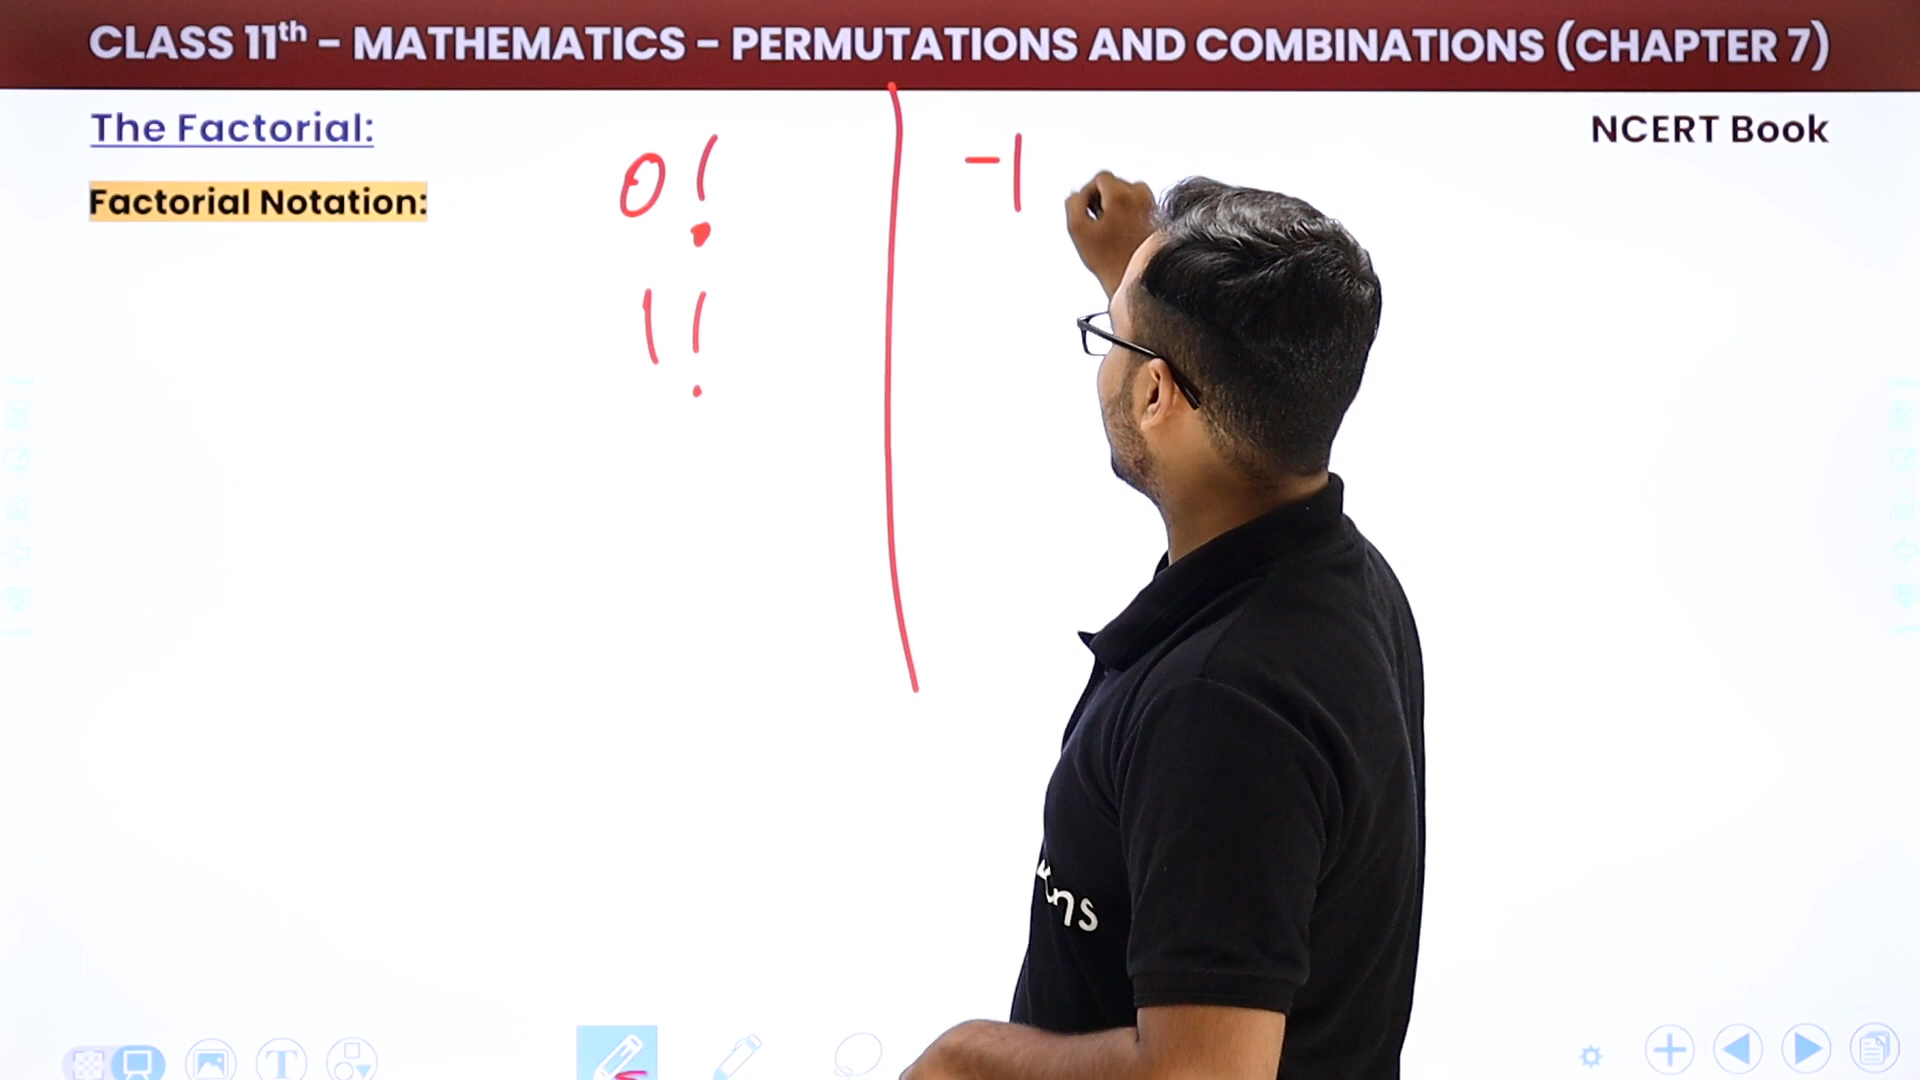 CLASS 11th – MATHEMATICS – PERMUTATIONS AND COMBINATIONS (CHAPTER 7)
The Factorial:
NCERT Book
Factorial Notation:
0!
-1
1!